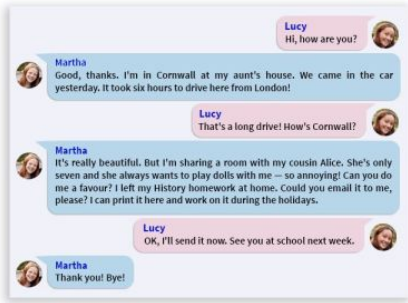 Lucy
Hi, how are you?
Martha
Good, thanks. I'm in Cornwall at my aunt's house. We came in the car
yesterday. It took six hours to drive here from London!
Lucy
That's a long drive! How's Cornwall?
Martha
It's really beautiful. But I'm sharing a room with my cousin Alice. She's only
seven and she always wants to play dolls with me — so annoying! Can you do
me a favour? I left my History homework at home. Could you email it to me,
please? I can print it here and work on it during the holidays.
Lucy
OK, I'll send it now. See you at school next week.
Martha
Thank you! Bye!